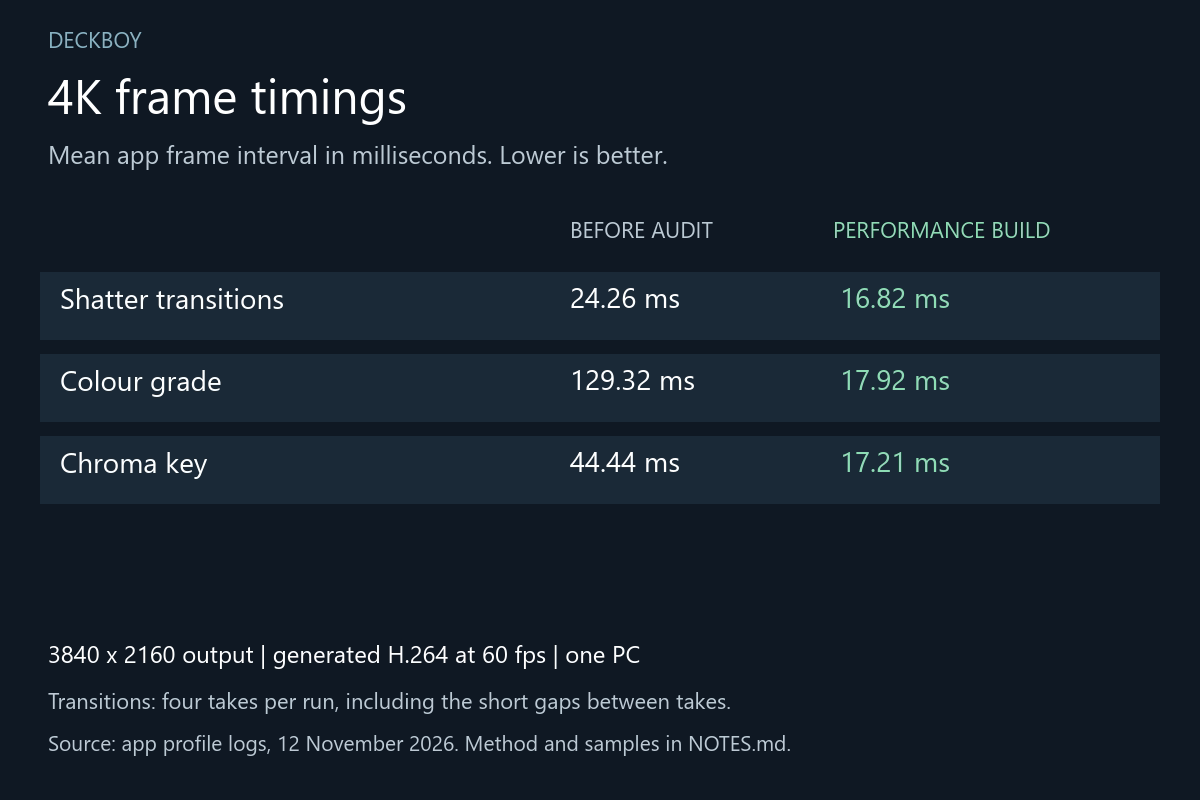 DECKBOY
4K frame timings
Mean app frame interval in milliseconds. Lower is better.
BEFORE AUDIT PERFORMANCE BUILD
Shatter transitions 24.26 ms 16.82 ms
Colour grade 129.32 ms 17.92 ms
Chroma key 44.44 ms 17.21 ms
3840 x 2160 output | generated H.264 at 60 fps | one PC
Transitions: four takes per run, including the short gaps between takes.
Source: app profile logs, 12 November 2026. Method and samples in NOTES.md.